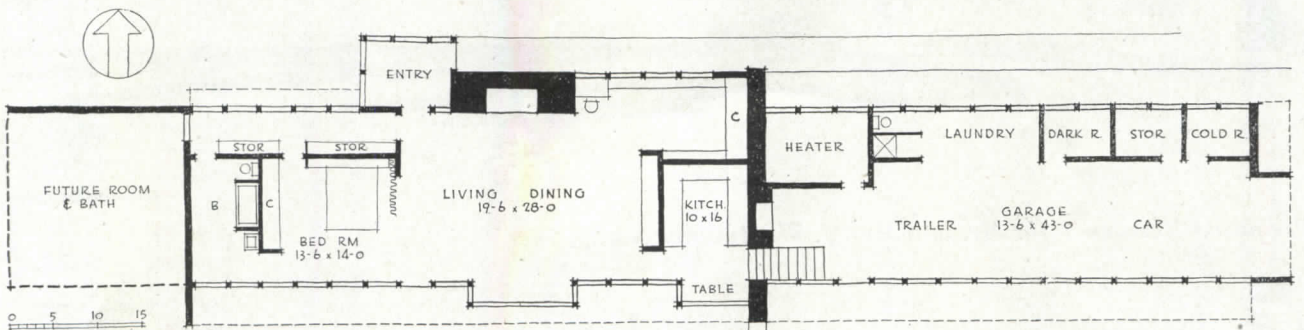 ENTRY
FUTURE ROOM
& BATH
STOR
STOR
B
C
BED RM
13-6 x 14-0
LIVING DINING
19-6 x 28-0
C
KITCH.
10 x 16
TABLE
HEATER
LAUNDRY
DARK R
STOR
COLD R
TRAILER
GARAGE
13-6 x 43-0
CAR
0 5 10 15